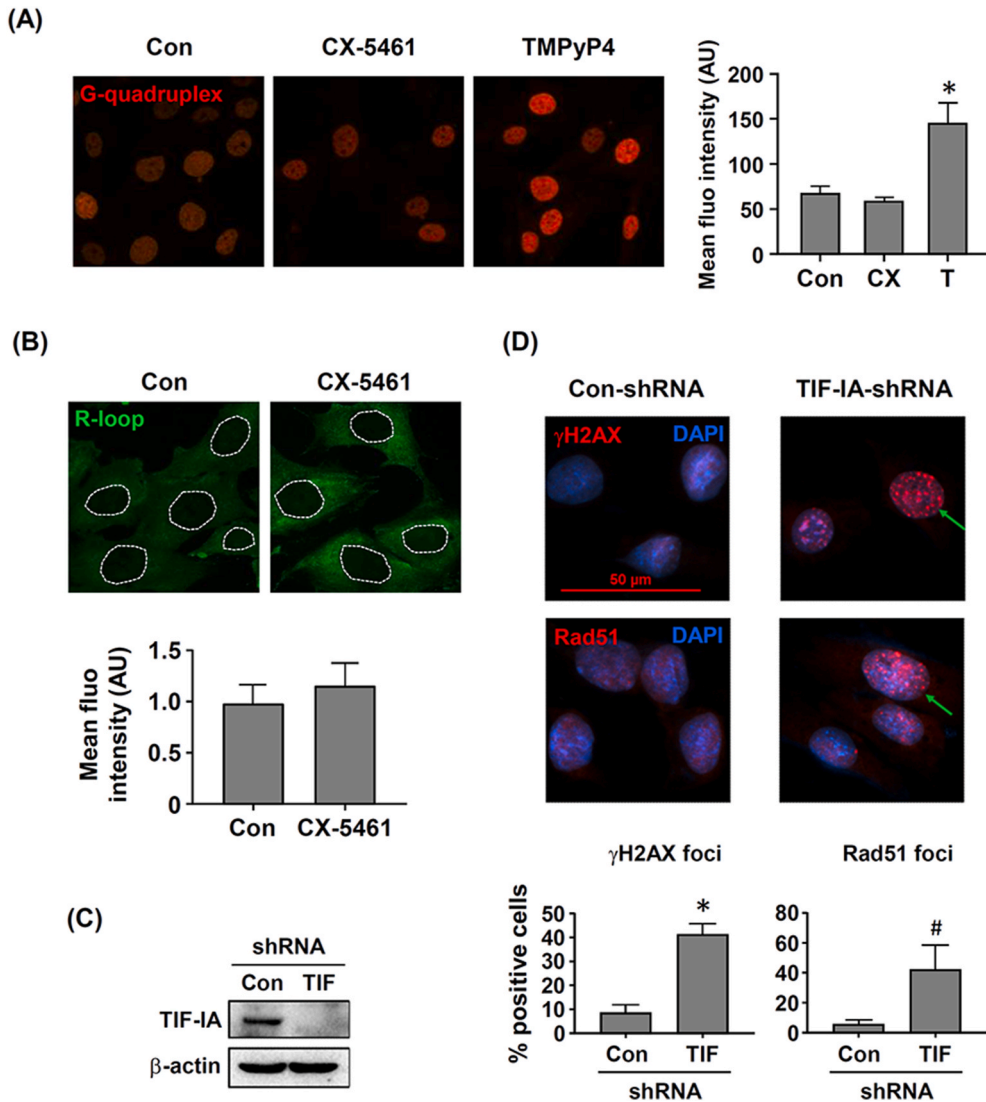 (A)
Con CX-5461 TMPyP4
G-quadruplex
Mean fluo intensity (AU)
200
150
100
50
0
*
Con CX T
(B)
Con CX-5461
R-loop
Mean fluo
intensity (AU)
1.5
1.0
0.5
0
Con CX-5461
(C)
shRNA
Con TIF
TIF-IA
β-actin
(D)
Con-shRNA TIF-IA-shRNA
γH2AX DAPI
50 µm
Rad51 DAPI
γH2AX foci
% positive cells
50
40
30
20
10
0
*
Con TIF
shRNA
Rad51 foci
80
60
40
20
0
#
Con TIF
shRNA